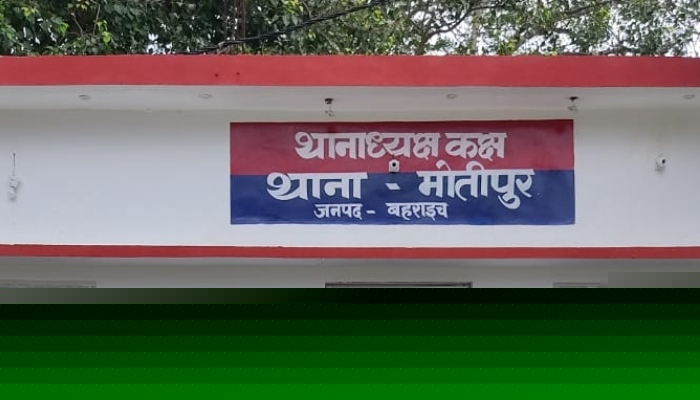 थानाध्यक्ष कक्ष
थाना - मोतीपुर
जनपद - बहराइच